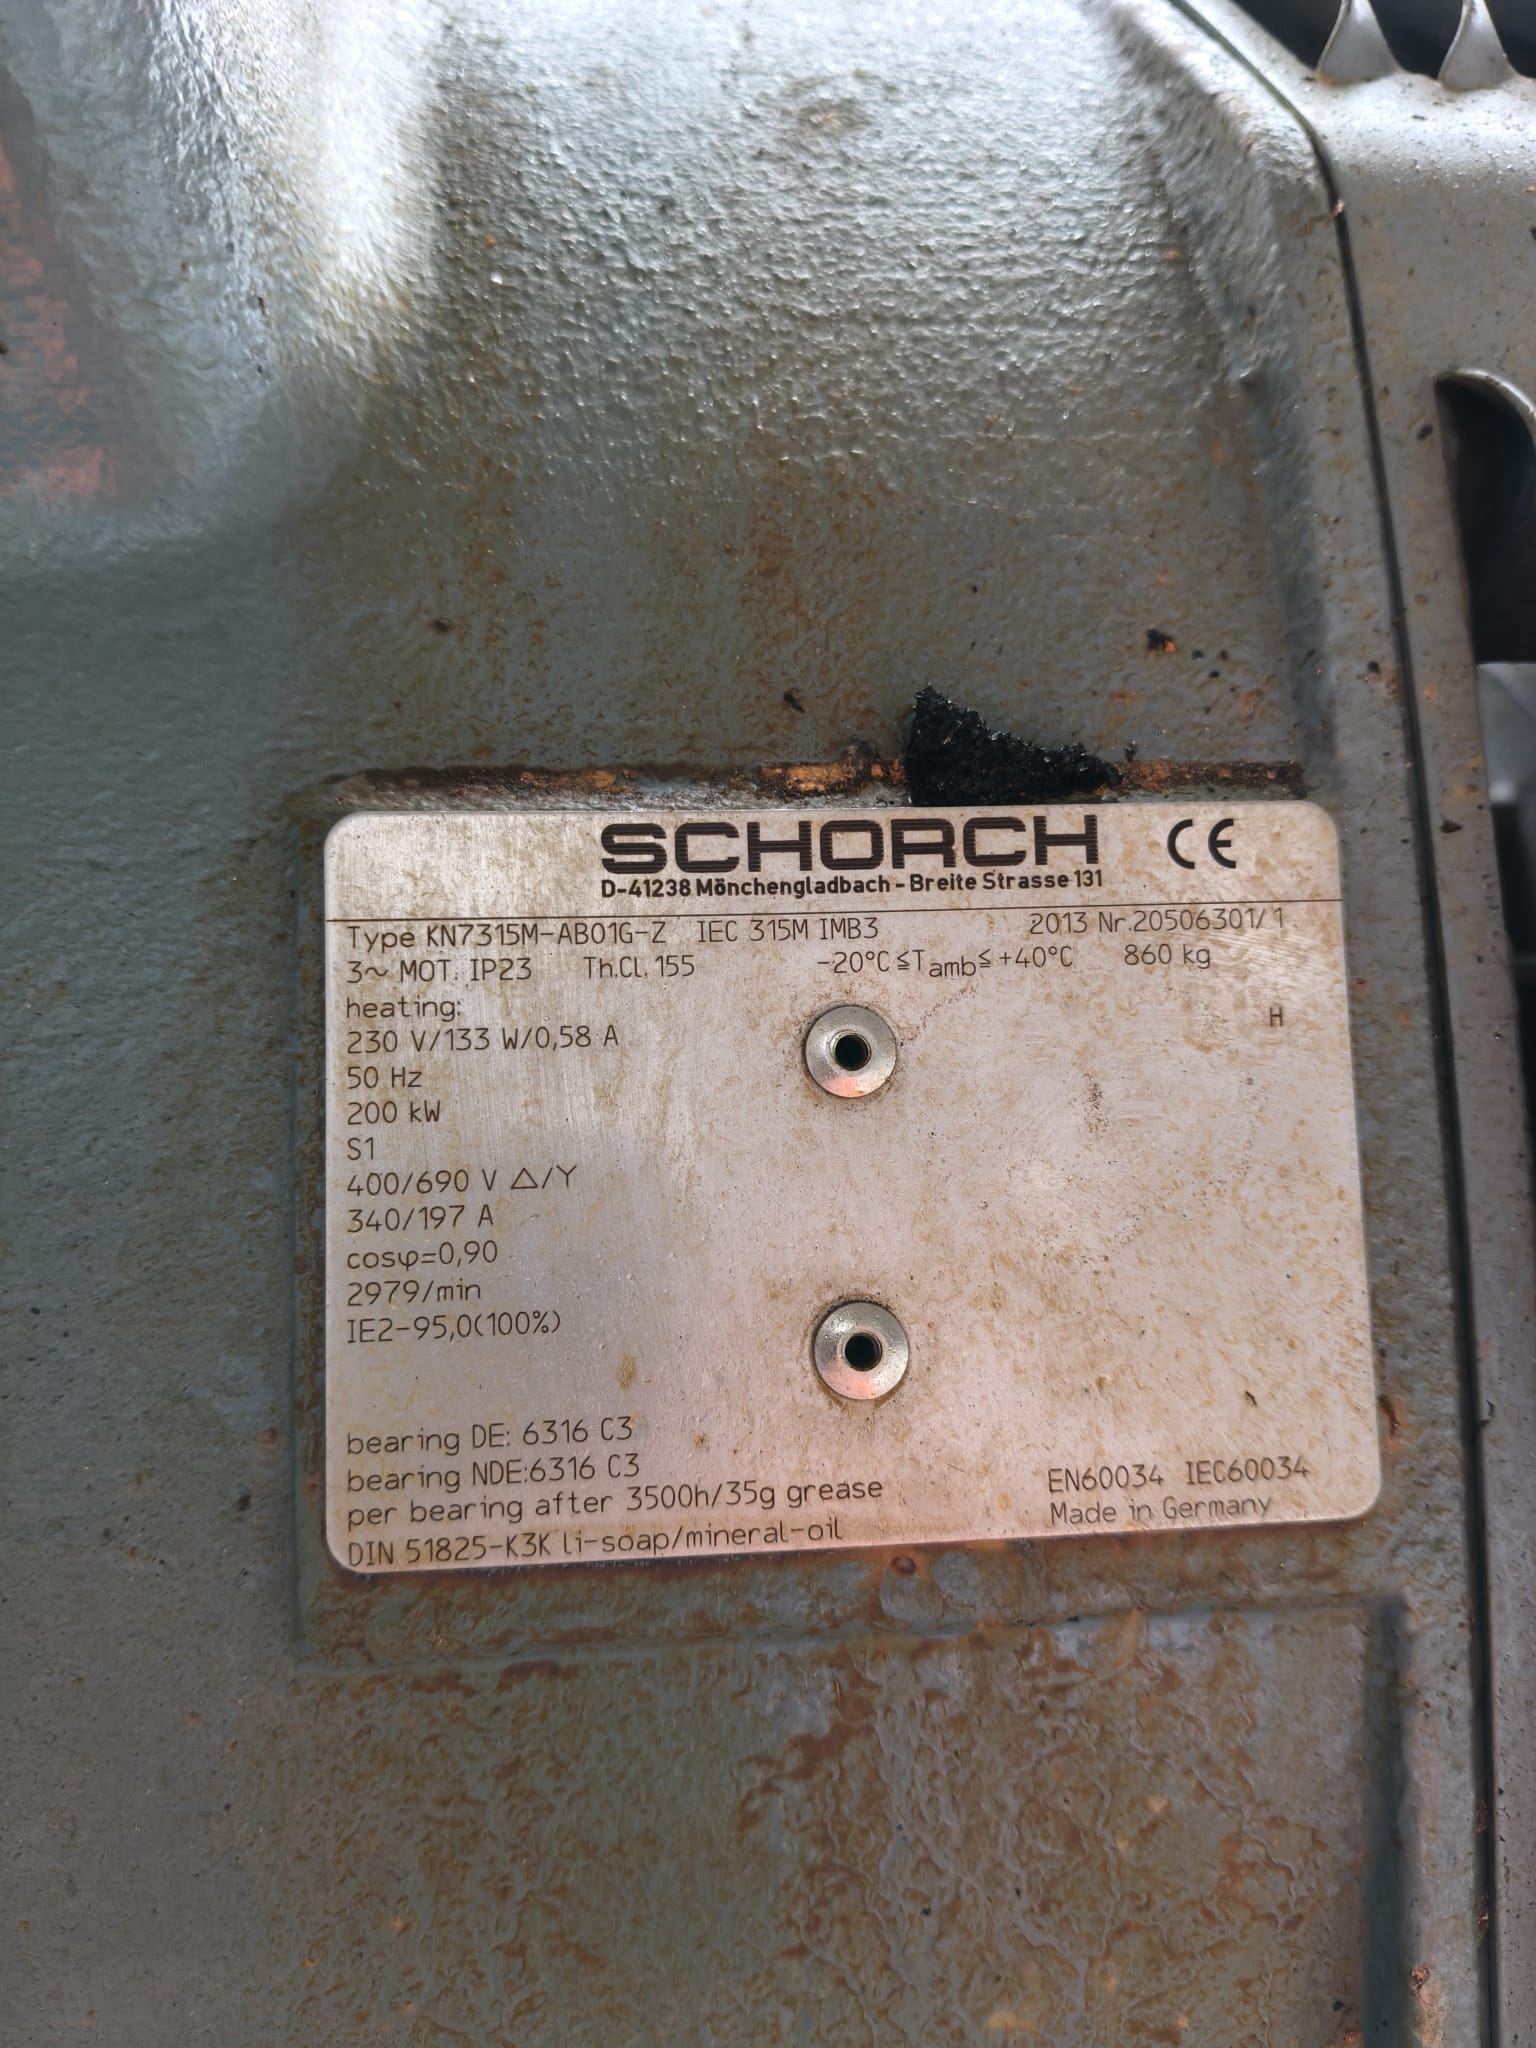 SCHORCH CE
D-41238 Mönchengladbach - Breite Strasse 131
Type KN7315M-AB01G-Z IEC 315M IMB3 2013 Nr.20506301/1
3~ MOT. IP23 Th.Cl. 155 -20°C ≤Tamb≤ +40°C 860 kg
heating: H
230 V/133 W/0,58 A
50 Hz
200 kW
S1
400/690 V △/Y
340/197 A
cosφ=0,90
2979/min
IE2-95,0(100%)
bearing DE: 6316 C3
bearing NDE:6316 C3 EN60034 IEC60034
per bearing after 3500h/35g grease Made in Germany
DIN 51825-K3K li-soap/mineral-oil